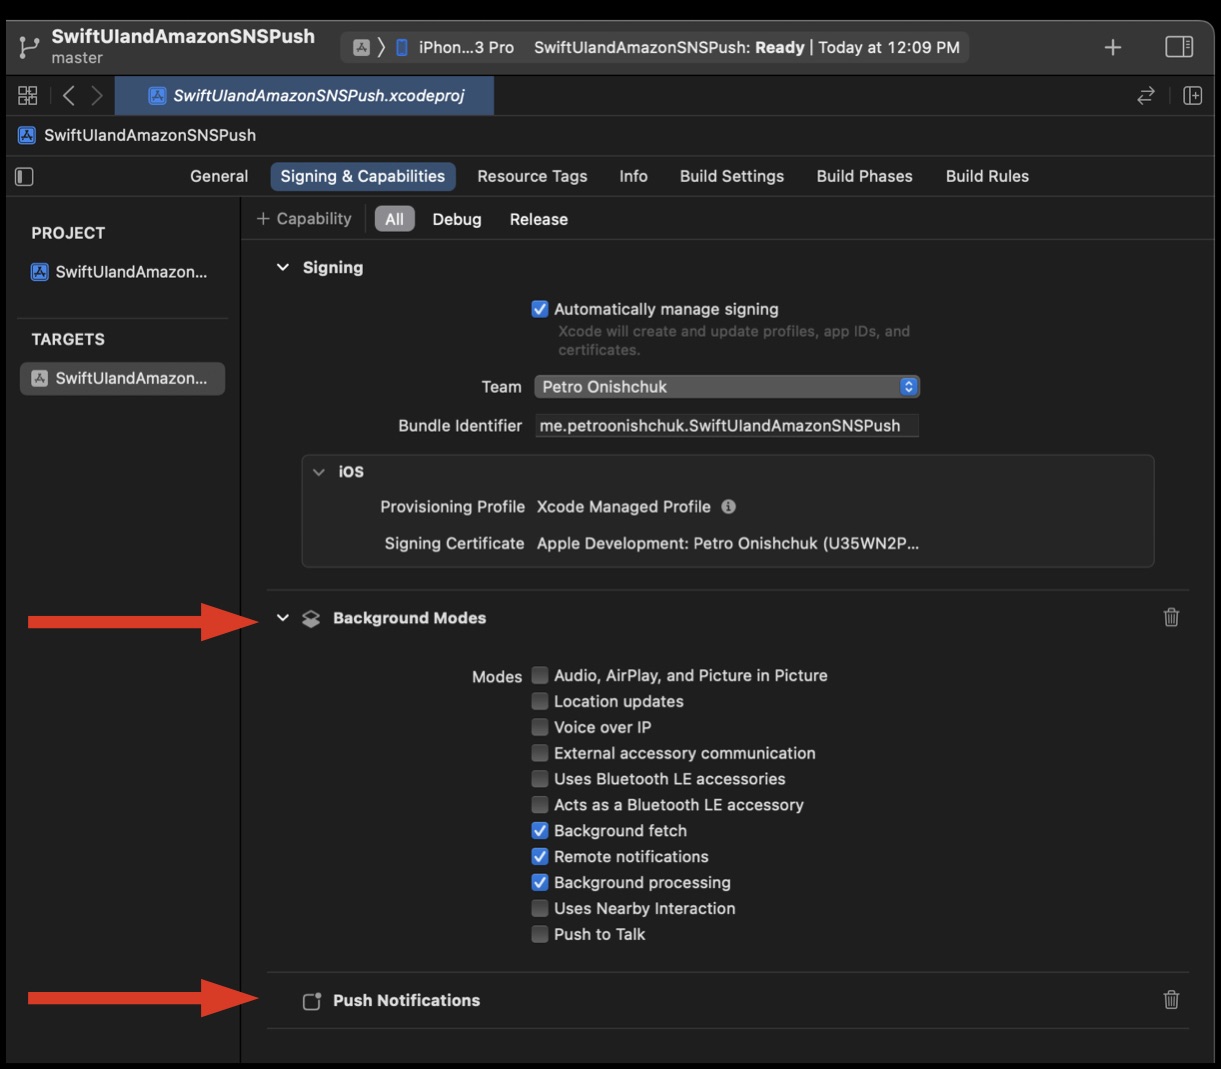 SwiftUIandAmazonSNSPush
master
iPhon...3 Pro
SwiftUIandAmazonSNSPush: Ready | Today at 12:09 PM
SwiftUIandAmazonSNSPush.xcodeproj
SwiftUIandAmazonSNSPush
General Signing & Capabilities Resource Tags Info Build Settings Build Phases Build Rules
PROJECT
SwiftUIandAmazon...
TARGETS
SwiftUIandAmazon...
+ Capability All Debug Release
Signing
Automatically manage signing
Xcode will create and update profiles, app IDs, and
certificates.
Team Petro Onishchuk
Bundle Identifier me.petroonishchuk.SwiftUIandAmazonSNSPush
iOS
Provisioning Profile Xcode Managed Profile
Signing Certificate Apple Development: Petro Onishchuk (U35WN2P...
Background Modes
Modes Audio, AirPlay, and Picture in Picture
Location updates
Voice over IP
External accessory communication
Uses Bluetooth LE accessories
Acts as a Bluetooth LE accessory
Background fetch
Remote notifications
Background processing
Uses Nearby Interaction
Push to Talk
Push Notifications